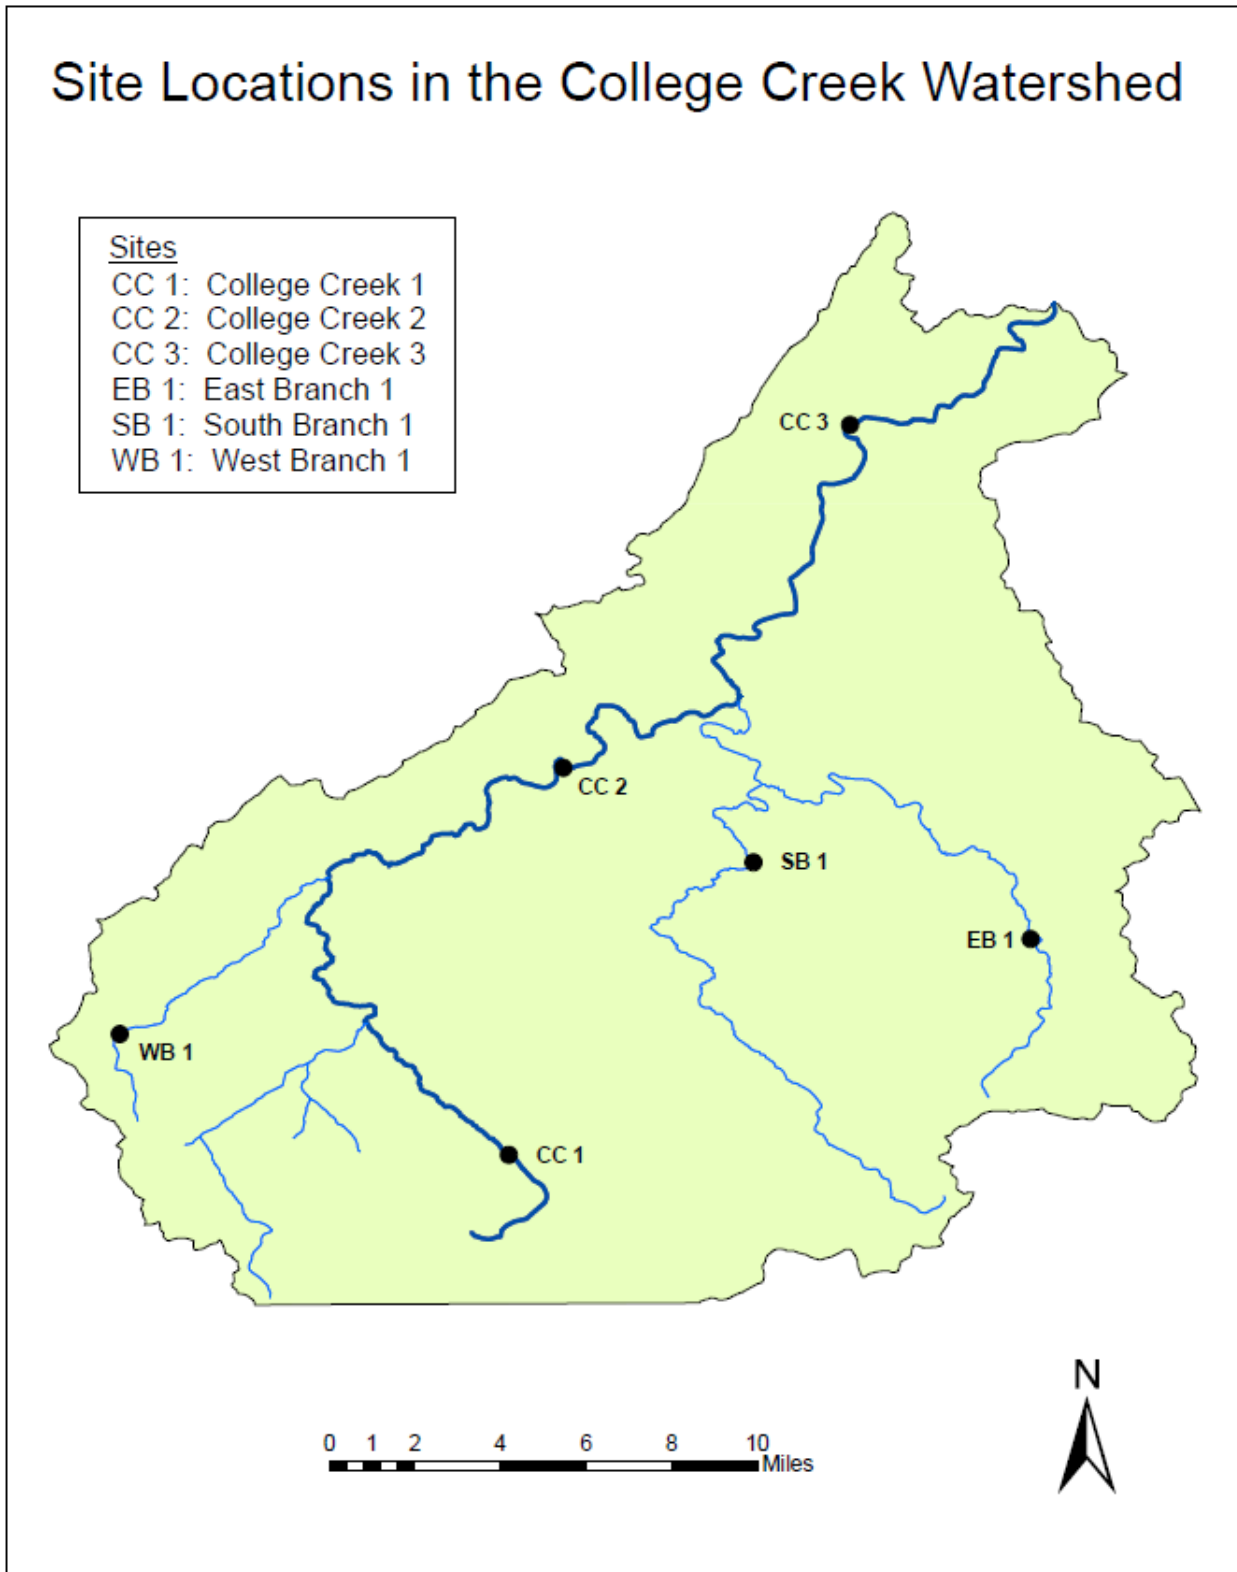 Site Locations in the College Creek Watershed
Sites
CC 1:  College Creek 1
CC 2:  College Creek 2
CC 3:  College Creek 3
EB 1:  East Branch 1
SB 1:  South Branch 1
WB 1:  West Branch 1
CC 3
CC 2
SB 1
EB 1
WB 1
CC 1
N
0 1 2 4 6 8 10
Miles